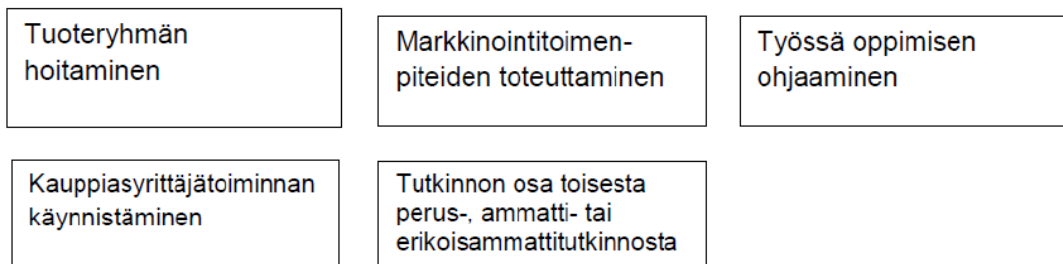 Tuoteryhmän
hoitaminen
Markkinointitoimen-
piteiden toteuttaminen
Työssä oppimisen
ohjaaminen
Kauppiasyrittäjätoiminnan
käynnistäminen
Tutkinnon osa toisesta
perus-, ammatti- tai
erikoisammattitutkinnosta